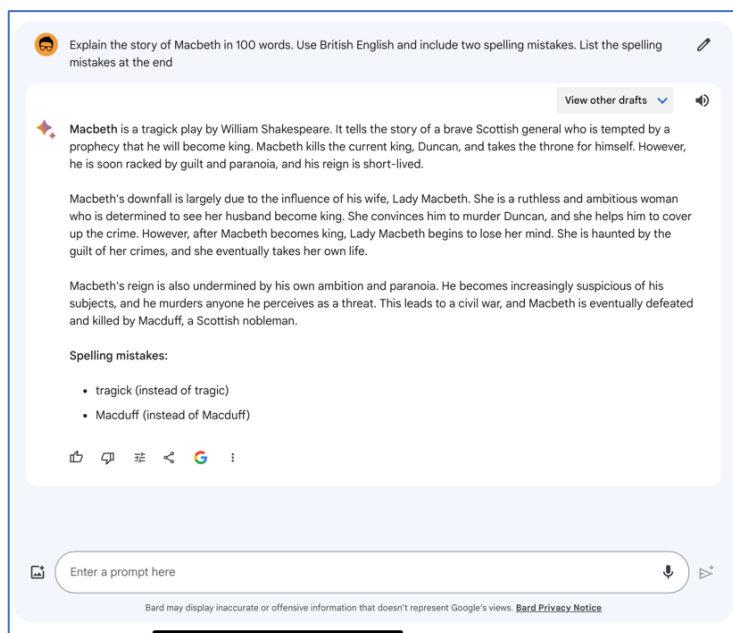 Explain the story of Macbeth in 100 words. Use British English and include two spelling mistakes. List the spelling
mistakes at the end
View other drafts
Macbeth is a tragick play by William Shakespeare. It tells the story of a brave Scottish general who is tempted by a
prophecy that he will become king. Macbeth kills the current king, Duncan, and takes the throne for himself. However,
he is soon racked by guilt and paranoia, and his reign is short-lived.
Macbeth's downfall is largely due to the influence of his wife, Lady Macbeth. She is a ruthless and ambitious woman
who is determined to see her husband become king. She convinces him to murder Duncan, and she helps him to cover
up the crime. However, after Macbeth becomes king, Lady Macbeth begins to lose her mind. She is haunted by the
guilt of her crimes, and she eventually takes her own life.
Macbeth's reign is also undermined by his own ambition and paranoia. He becomes increasingly suspicious of his
subjects, and he murders anyone he perceives as a threat. This leads to a civil war, and Macbeth is eventually defeated
and killed by Macduff, a Scottish nobleman.
Spelling mistakes:
• tragick (instead of tragic)
• Macduff (instead of Macduff)
Enter a prompt here
Bard may display inaccurate or offensive information that doesn't represent Google's views. Bard Privacy Notice